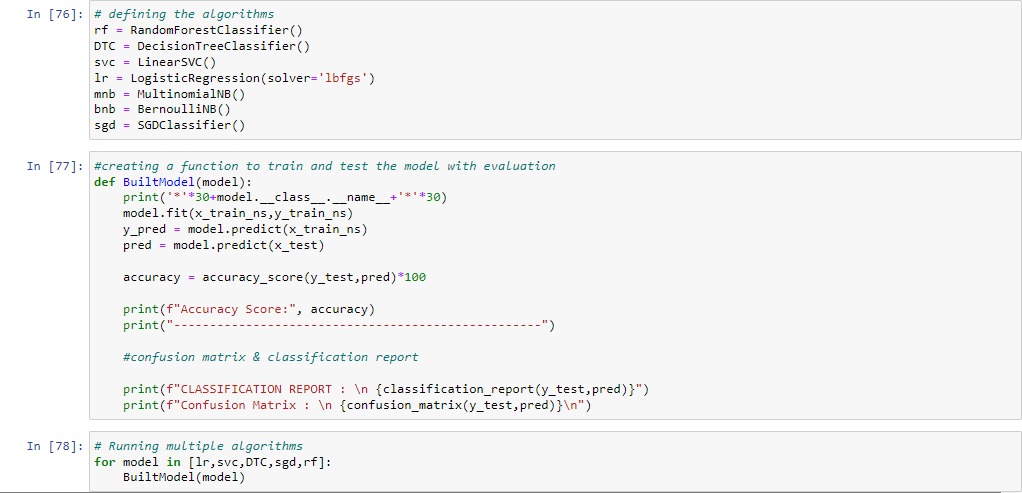 In [76]: # defining the algorithms
rf = RandomForestClassifier()
DTC = DecisionTreeClassifier()
svc = LinearSVC()
lr = LogisticRegression(solver='lbfgs')
mnb = MultinomialNB()
bnb = BernoulliNB()
sgd = SGDClassifier()
In [77]: #creating a function to train and test the model with evaluation
def BuiltModel(model):
    print('*'*30+model.__class__.__name__+'*'*30)
    model.fit(x_train_ns,y_train_ns)
    y_pred = model.predict(x_train_ns)
    pred = model.predict(x_test)
    accuracy = accuracy_score(y_test,pred)*100
    print(f"Accuracy Score:", accuracy)
    print("---------------------------------------------------")
    #confusion matrix & classification report
    print(f"CLASSIFICATION REPORT : \n {classification_report(y_test,pred)}")
    print(f"Confusion Matrix : \n {confusion_matrix(y_test,pred)}\n")
In [78]: # Running multiple algorithms
for model in [lr,svc,DTC,sgd,rf]:
    BuiltModel(model)